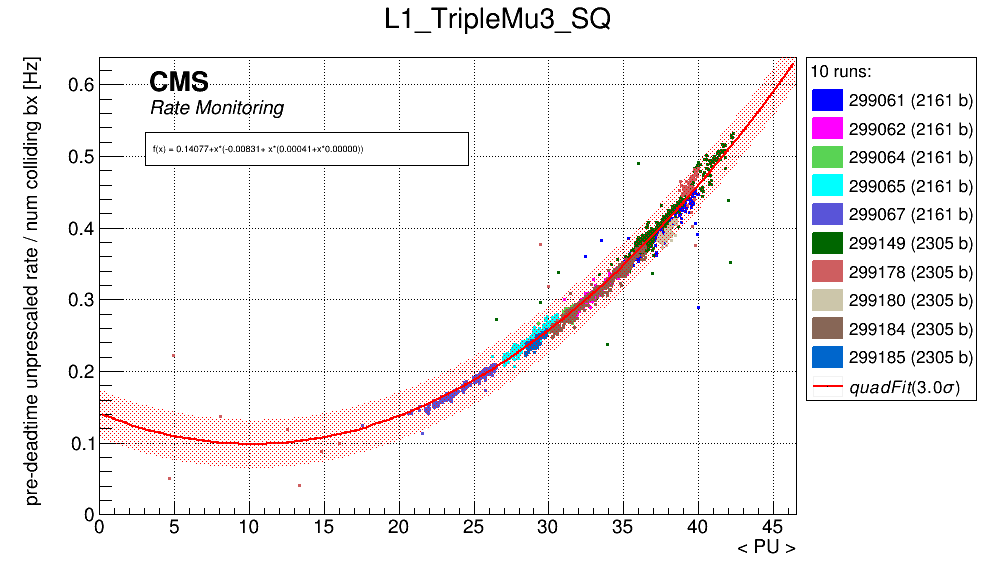 L1_TripleMu3_SQ
pre-deadtime unprescaled rate / num colliding bx [Hz]
CMS
Rate Monitoring
f(x) = 0.14077+x*(-0.00831+ x*(0.00041+x*0.00000))
0.6
0.5
0.4
0.3
0.2
0.1
0
0 5 10 15 20 25 30 35 40 45
< PU >
10 runs:
299061 (2161 b)
299062 (2161 b)
299064 (2161 b)
299065 (2161 b)
299067 (2161 b)
299149 (2305 b)
299178 (2305 b)
299180 (2305 b)
299184 (2305 b)
299185 (2305 b)
quadFit(3.0σ)